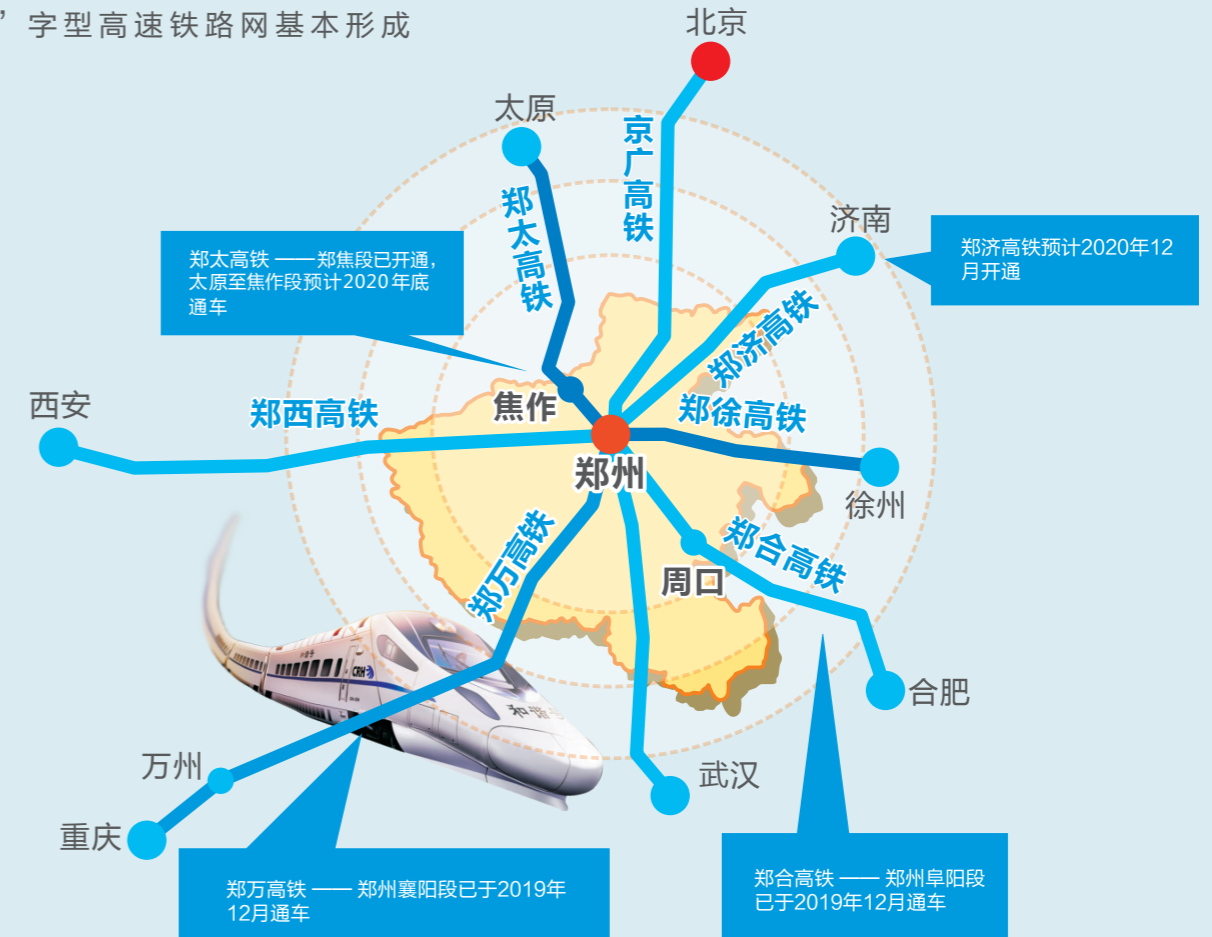 ’字型高速铁路网基本形成
北京
太原
京广高铁
济南
郑太高铁
郑济高铁预计2020年12
月开通
郑太高铁 ——郑焦段已开通，
太原至焦作段预计2020年底
通车
郑济高铁
西安
郑西高铁
焦作
郑徐高铁
郑州
徐州
郑万高铁
郑合高铁
周口
CRH
和谐
合肥
万州
武汉
重庆
郑万高铁 —— 郑州襄阳段已于2019年
12月通车
郑合高铁 —— 郑州阜阳段
已于2019年12月通车